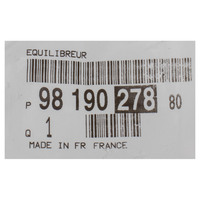 EQUILIBREUR
P 98 190 278 80
Q 1
MADE IN FR FRANCE